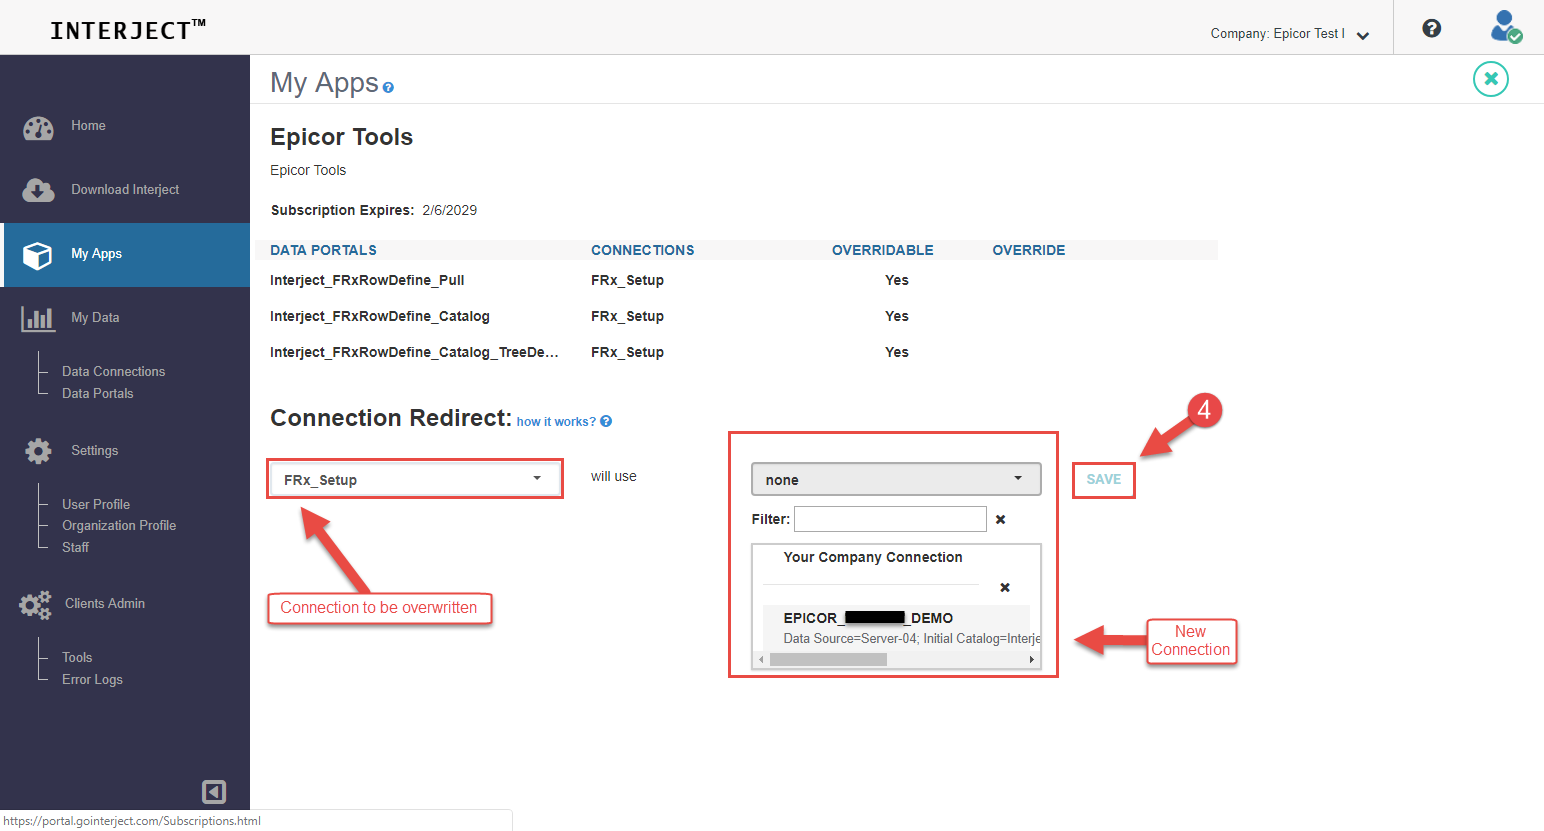 INTERJECT™
Company: Epicor Test I
Home
Download Interject
My Apps
My Data
Data Connections
Data Portals
Settings
User Profile
Organization Profile
Staff
Clients Admin
Tools
Error Logs
My Apps
Epicor Tools
Epicor Tools
Subscription Expires: 2/6/2029
DATA PORTALS CONNECTIONS OVERRIDABLE OVERRIDE
Interject_FRxRowDefine_Pull FRx_Setup Yes
Interject_FRxRowDefine_Catalog FRx_Setup Yes
Interject_FRxRowDefine_Catalog_TreeDe... FRx_Setup Yes
Connection Redirect: how it works?
4
FRx_Setup will use none SAVE
Filter:
Your Company Connection
EPICOR_ _DEMO
Data Source=Server-04; Initial Catalog=Interje
Connection to be overwritten
New
Connection
https://portal.gointerject.com/Subscriptions.html